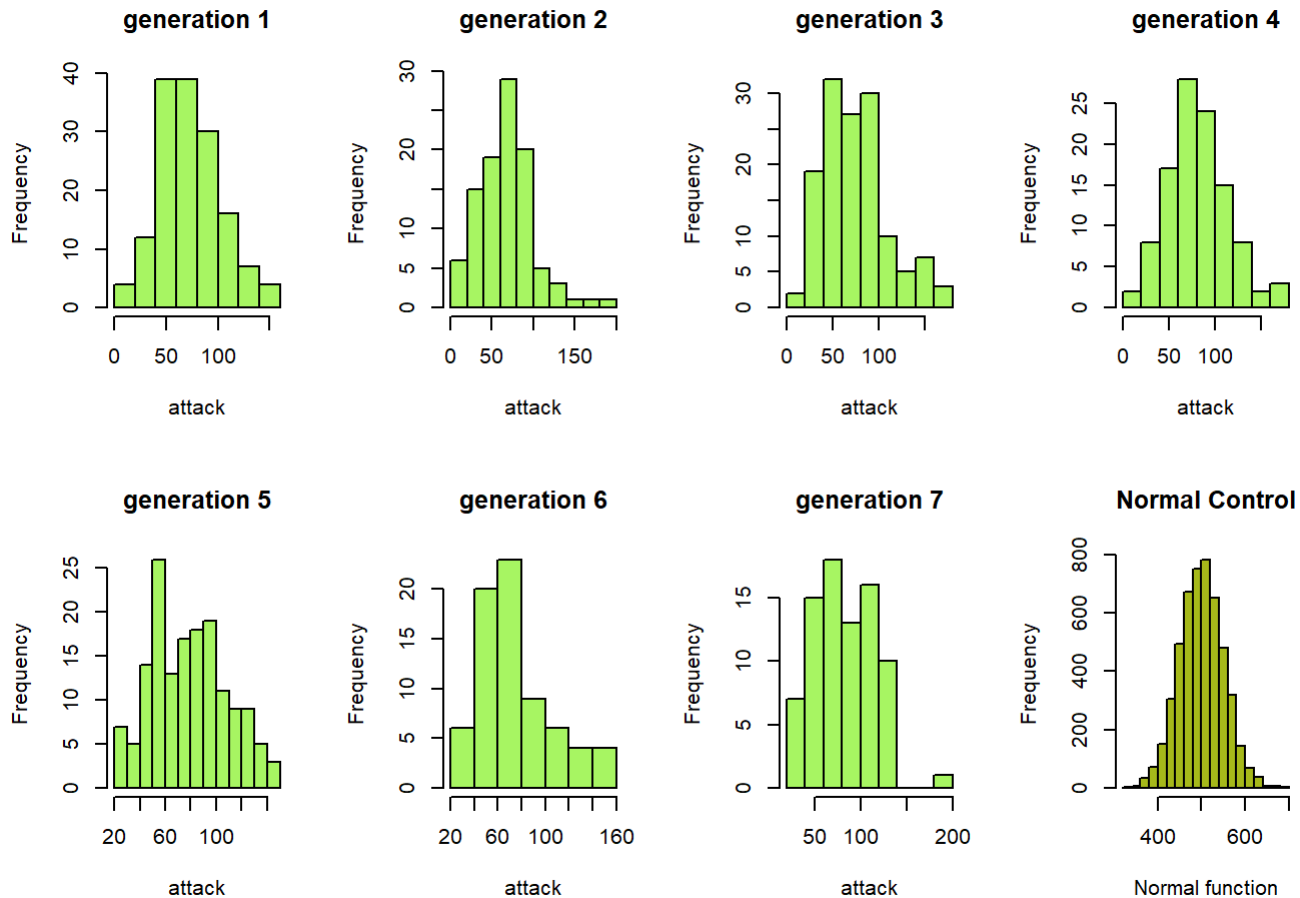 generation 1
Frequency
0 10 20 30 40
0 50 100
attack
generation 2
Frequency
0 5 10 20 30
0 50 150
attack
generation 3
Frequency
0 5 10 20 30
0 50 100
attack
generation 4
Frequency
0 5 10 15 20 25
0 50 100
attack
generation 5
Frequency
0 5 10 15 20 25
20 60 100
attack
generation 6
Frequency
0 5 10 15 20
20 60 100 160
attack
generation 7
Frequency
0 5 10 15
50 100 200
attack
Normal Control
Frequency
0 200 400 600 800
400 600
Normal function